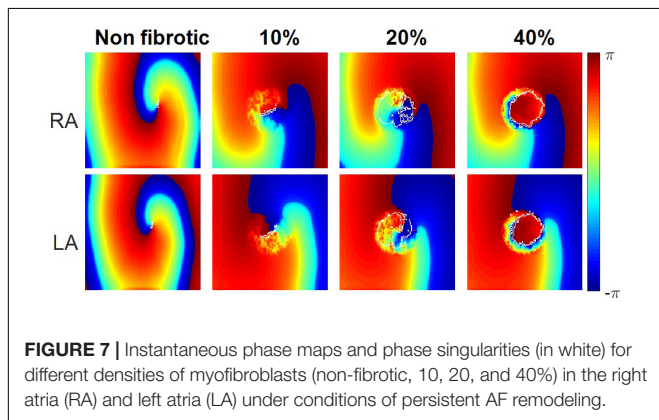 Non fibrotic 10% 20% 40%
π
RA
LA
-π
FIGURE 7 | Instantaneous phase maps and phase singularities (in white) for
different densities of myofibroblasts (non-fibrotic, 10, 20, and 40%) in the right
atria (RA) and left atria (LA) under conditions of persistent AF remodeling.